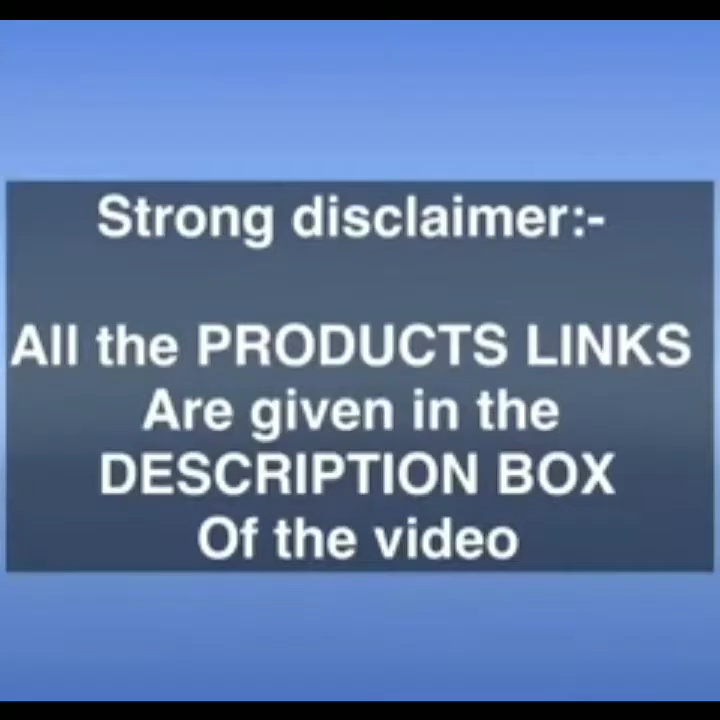 Strong disclaimer:-
All the PRODUCTS LINKS
Are given in the
DESCRIPTION BOX
Of the video